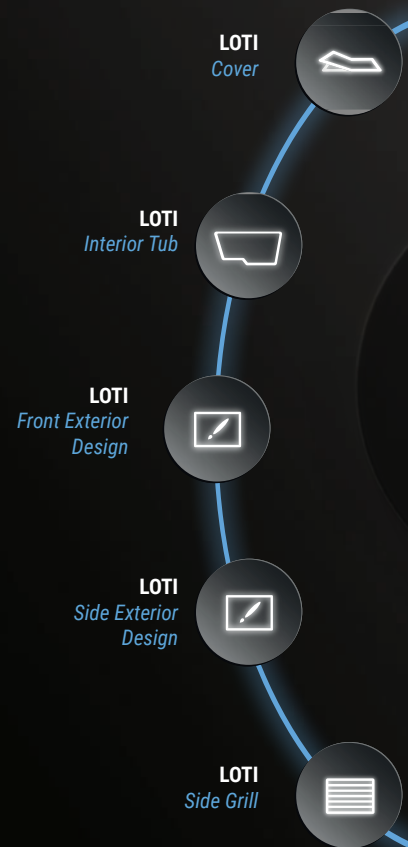 LOTI
Cover
LOTI
Interior Tub
LOTI
Front Exterior
Design
LOTI
Side Exterior
Design
LOTI
Side Grill